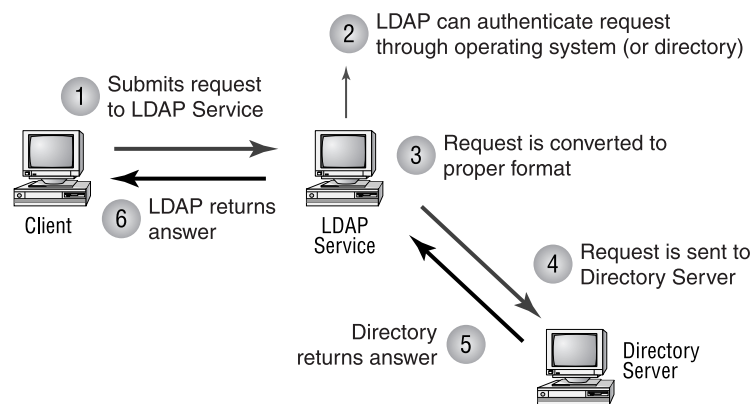 2 LDAP can authenticate request
through operating system (or directory)
1 Submits request
to LDAP Service
3 Request is converted to
proper format
Client
6 LDAP returns
answer
LDAP
Service
4 Request is sent to
Directory Server
Directory
returns answer 5
Directory
Server